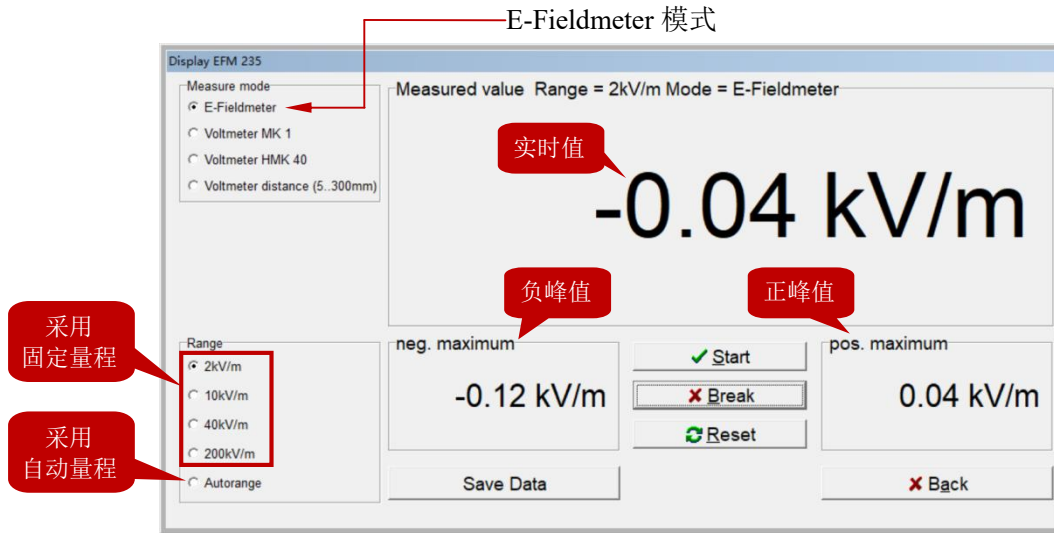 E-Fieldmeter 模式
Display EFM 235
Measure mode
E-Fieldmeter
Voltmeter MK 1
Voltmeter HMK 40
Voltmeter distance (5..300mm)
Measured value Range = 2kV/m Mode = E-Fieldmeter
实时值
-0.04 kV/m
负峰值
正峰值
采用
固定量程
Range
2kV/m
10kV/m
40kV/m
200kV/m
采用
自动量程
Autorange
neg. maximum
-0.12 kV/m
Start
Break
Reset
pos. maximum
0.04 kV/m
Save Data
Back